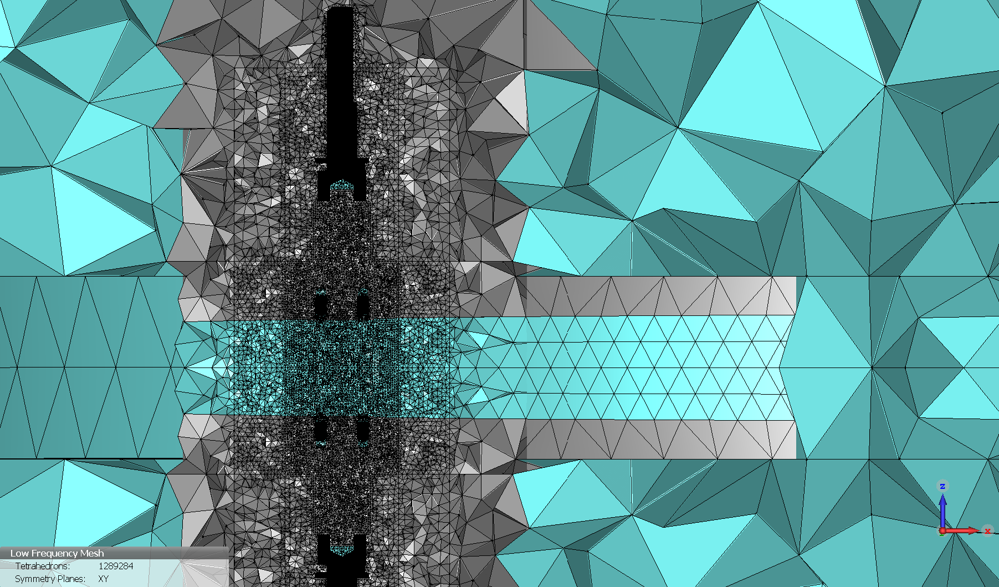 z
x
Low Frequency Mesh
Tetrahedrons: 1289284
Symmetry Planes: XY